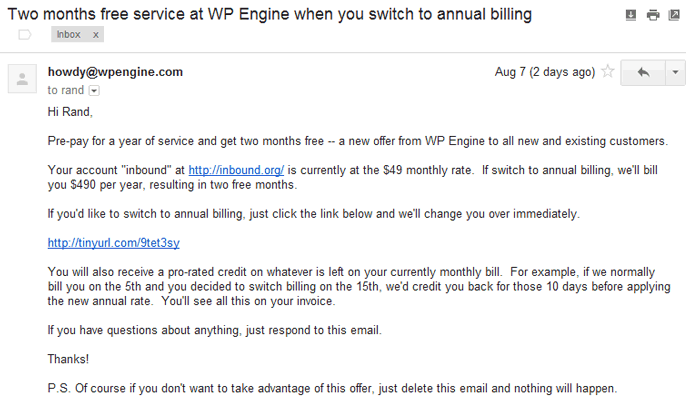 Two months free service at WP Engine when you switch to annual billing
Inbox x
howdy@wpengine.com
Aug 7 (2 days ago)
to rand
Hi Rand,
Pre-pay for a year of service and get two months free -- a new offer from WP Engine to all new and existing customers.
Your account "inbound" at http://inbound.org/ is currently at the $49 monthly rate.  If switch to annual billing, we'll bill
you $490 per year, resulting in two free months.
If you'd like to switch to annual billing, just click the link below and we'll change you over immediately.
http://tinyurl.com/9tet3sy
You will also receive a pro-rated credit on whatever is left on your currently monthly bill.  For example, if we normally
bill you on the 5th and you decided to switch billing on the 15th, we'd credit you back for those 10 days before applying
the new annual rate.  You'll see all this on your invoice.
If you have questions about anything, just respond to this email.
Thanks!
P.S. Of course if you don't want to take advantage of this offer, just delete this email and nothing will happen.